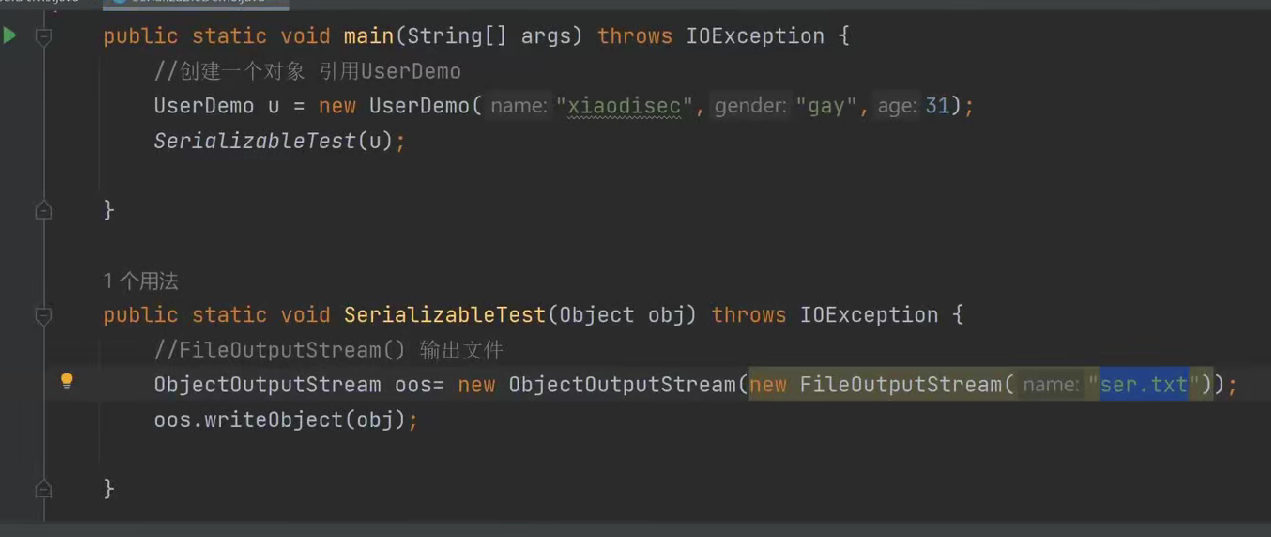 public static void main(String[] args) throws IOException {
//创建一个对象 引用UserDemo
UserDemo u = new UserDemo( name: "xiaodisec", gender: "gay", age: 31);
SerializableTest(u);
}
1 个用法
public static void SerializableTest(Object obj) throws IOException {
//FileOutputStream() 输出文件
ObjectOutputStream oos= new ObjectOutputStream(new FileOutputStream( name: "ser.txt"));
oos.writeObject(obj);
}